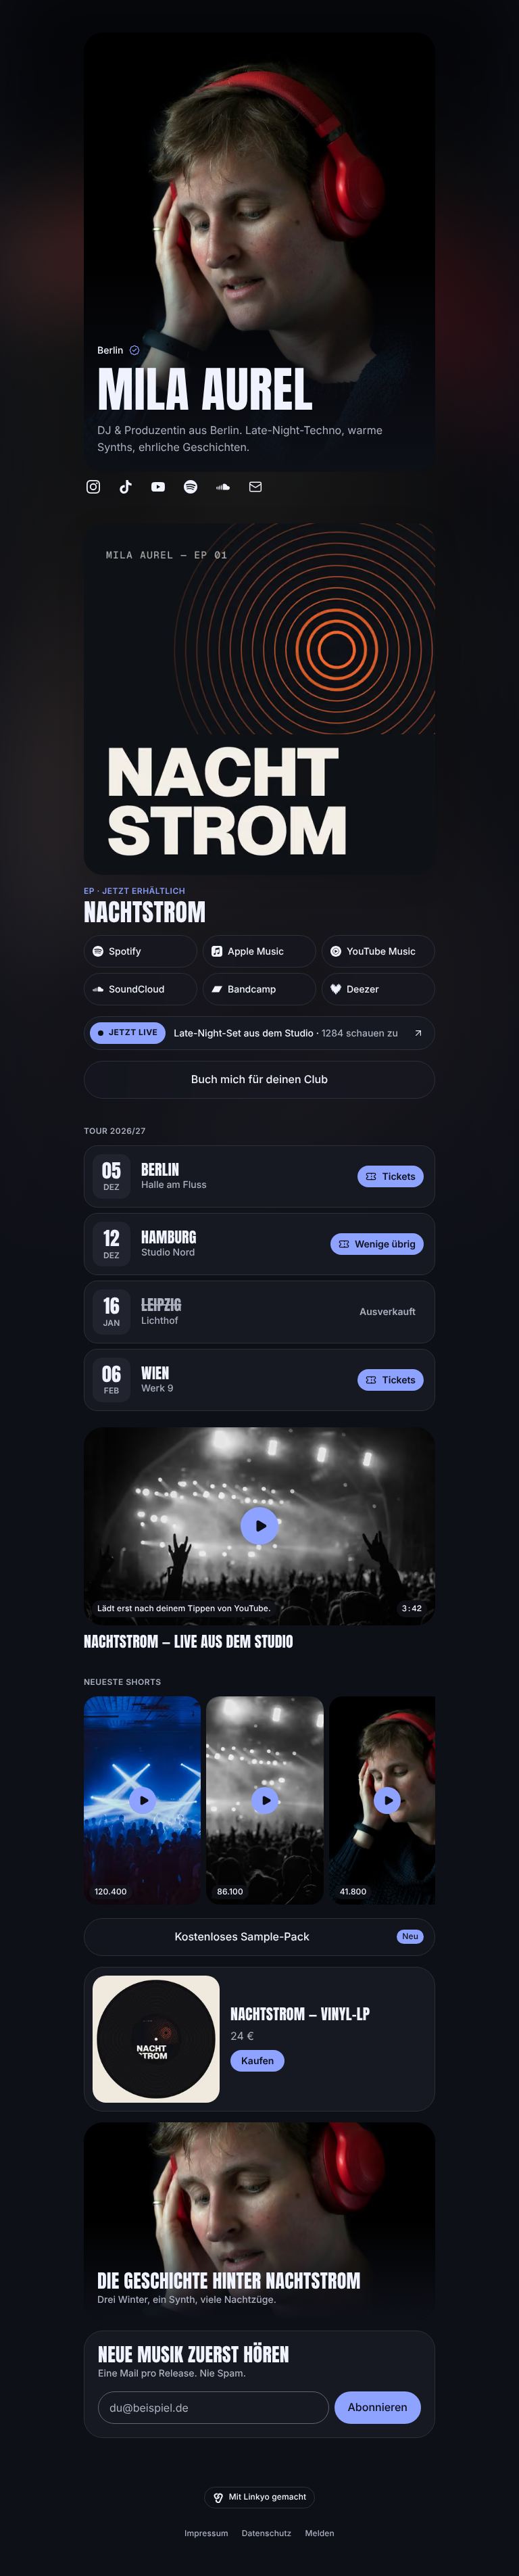 Berlin
MILA AUREL
DJ & Produzentin aus Berlin. Late-Night-Techno, warme
Synths, ehrliche Geschichten.
MILA AUREL — EP 01
NACHT
STROM
EP · JETZT ERHÄLTLICH
NACHTSTROM
Spotify
Apple Music
YouTube Music
SoundCloud
Bandcamp
Deezer
JETZT LIVE
Late-Night-Set aus dem Studio · 1284 schauen zu
Buch mich für deinen Club
TOUR 2026/27
05
DEZ
BERLIN
Halle am Fluss
Tickets
12
DEZ
HAMBURG
Studio Nord
Wenige übrig
16
JAN
LEIPZIG
Lichthof
Ausverkauft
06
FEB
WIEN
Werk 9
Tickets
Lädt erst nach deinem Tippen von YouTube.
3:42
NACHTSTROM — LIVE AUS DEM STUDIO
NEUESTE SHORTS
120.400
86.100
41.800
Kostenloses Sample-Pack
Neu
NACHT
STROM
NACHTSTROM — VINYL-LP
24 €
Kaufen
DIE GESCHICHTE HINTER NACHTSTROM
Drei Winter, ein Synth, viele Nachtzüge.
NEUE MUSIK ZUERST HÖREN
Eine Mail pro Release. Nie Spam.
du@beispiel.de
Abonnieren
Mit Linkyo gemacht
Impressum
Datenschutz
Melden